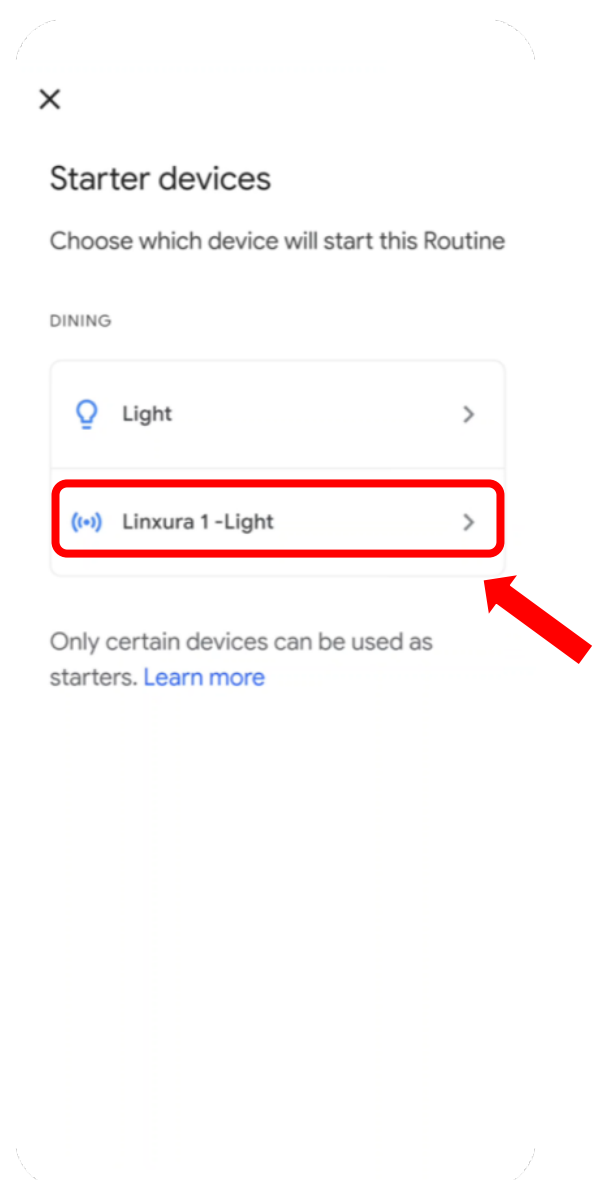 Starter devices
Choose which device will start this Routine
DINING
Light
Linxura 1 -Light
Only certain devices can be used as
starters. Learn more